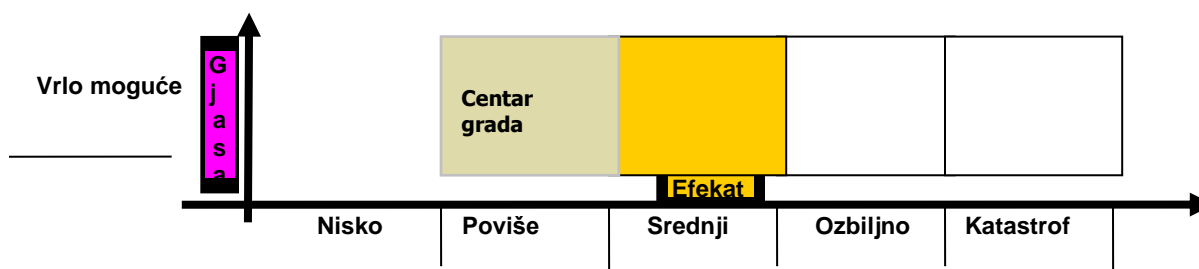 Vrlo moguće
G
j
a
s
a
Centar
grada
Efekat
Nisko
Poviše
Srednji
Ozbiljno
Katastrof